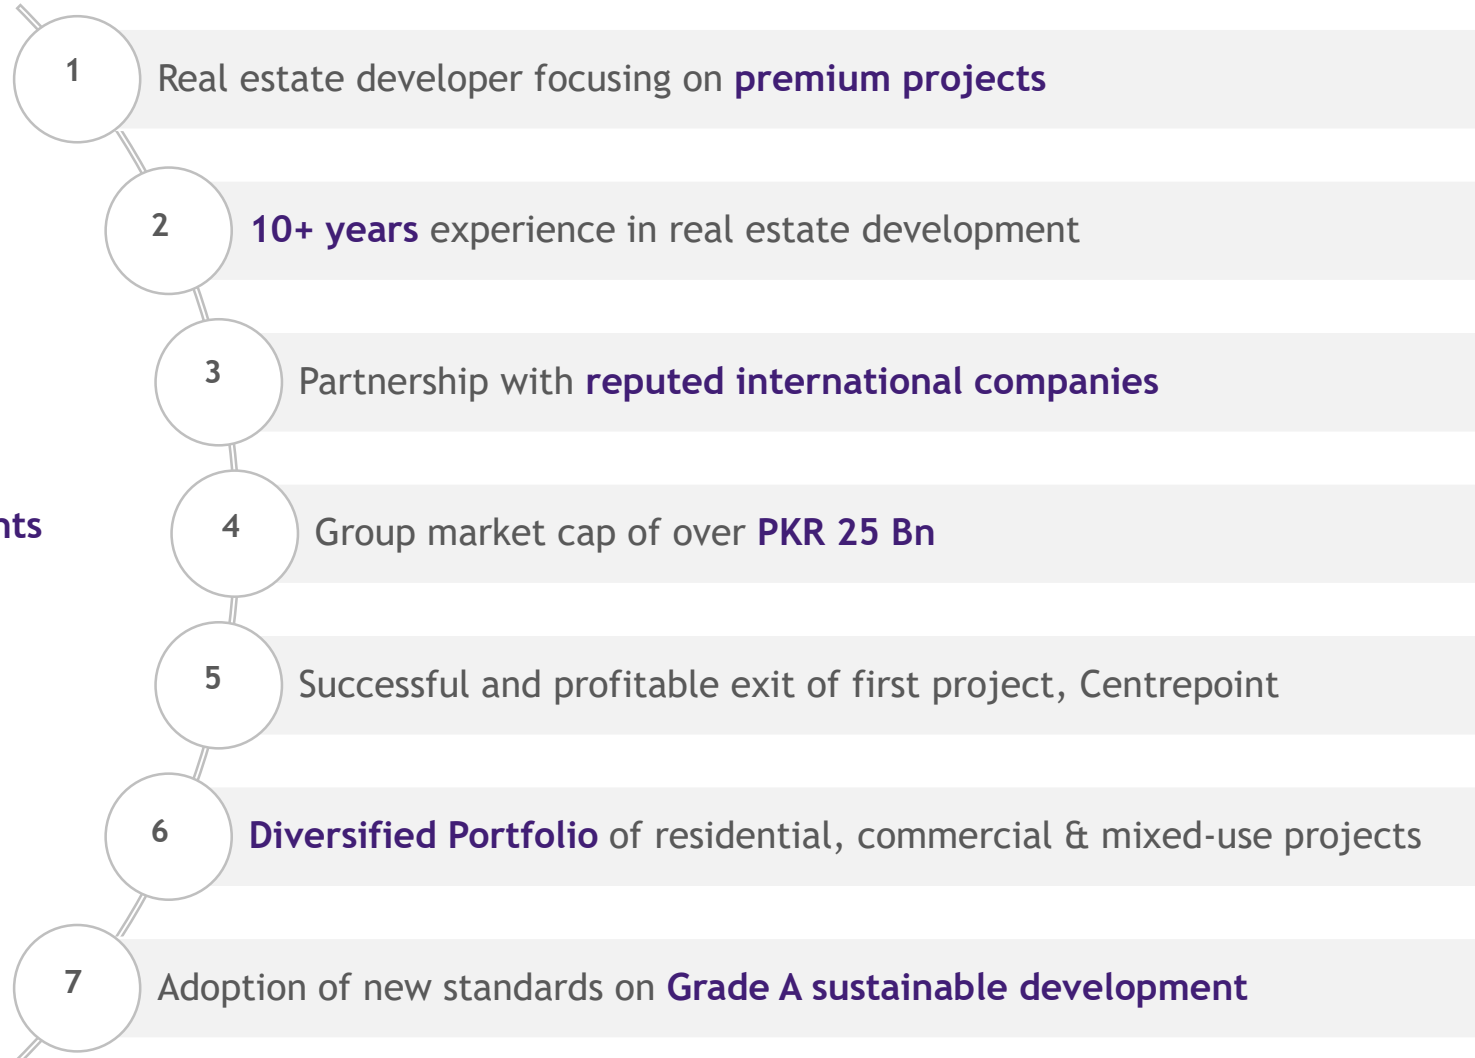 1
Real estate developer focusing on premium projects
2
10+ years experience in real estate development
3
Partnership with reputed international companies
nts
4
Group market cap of over PKR 25 Bn
5
Successful and profitable exit of first project, Centrepoint
6
Diversified Portfolio of residential, commercial & mixed-use projects
7
Adoption of new standards on Grade A sustainable development